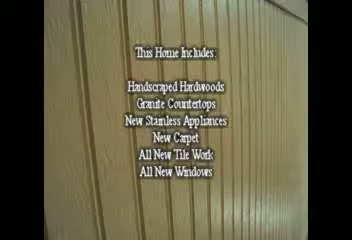 This Home Includes:
Handscraped Hardwoods
Granite Countertops
New Stainless Appliances
New Carpet
All New Tile Work
All New Windows